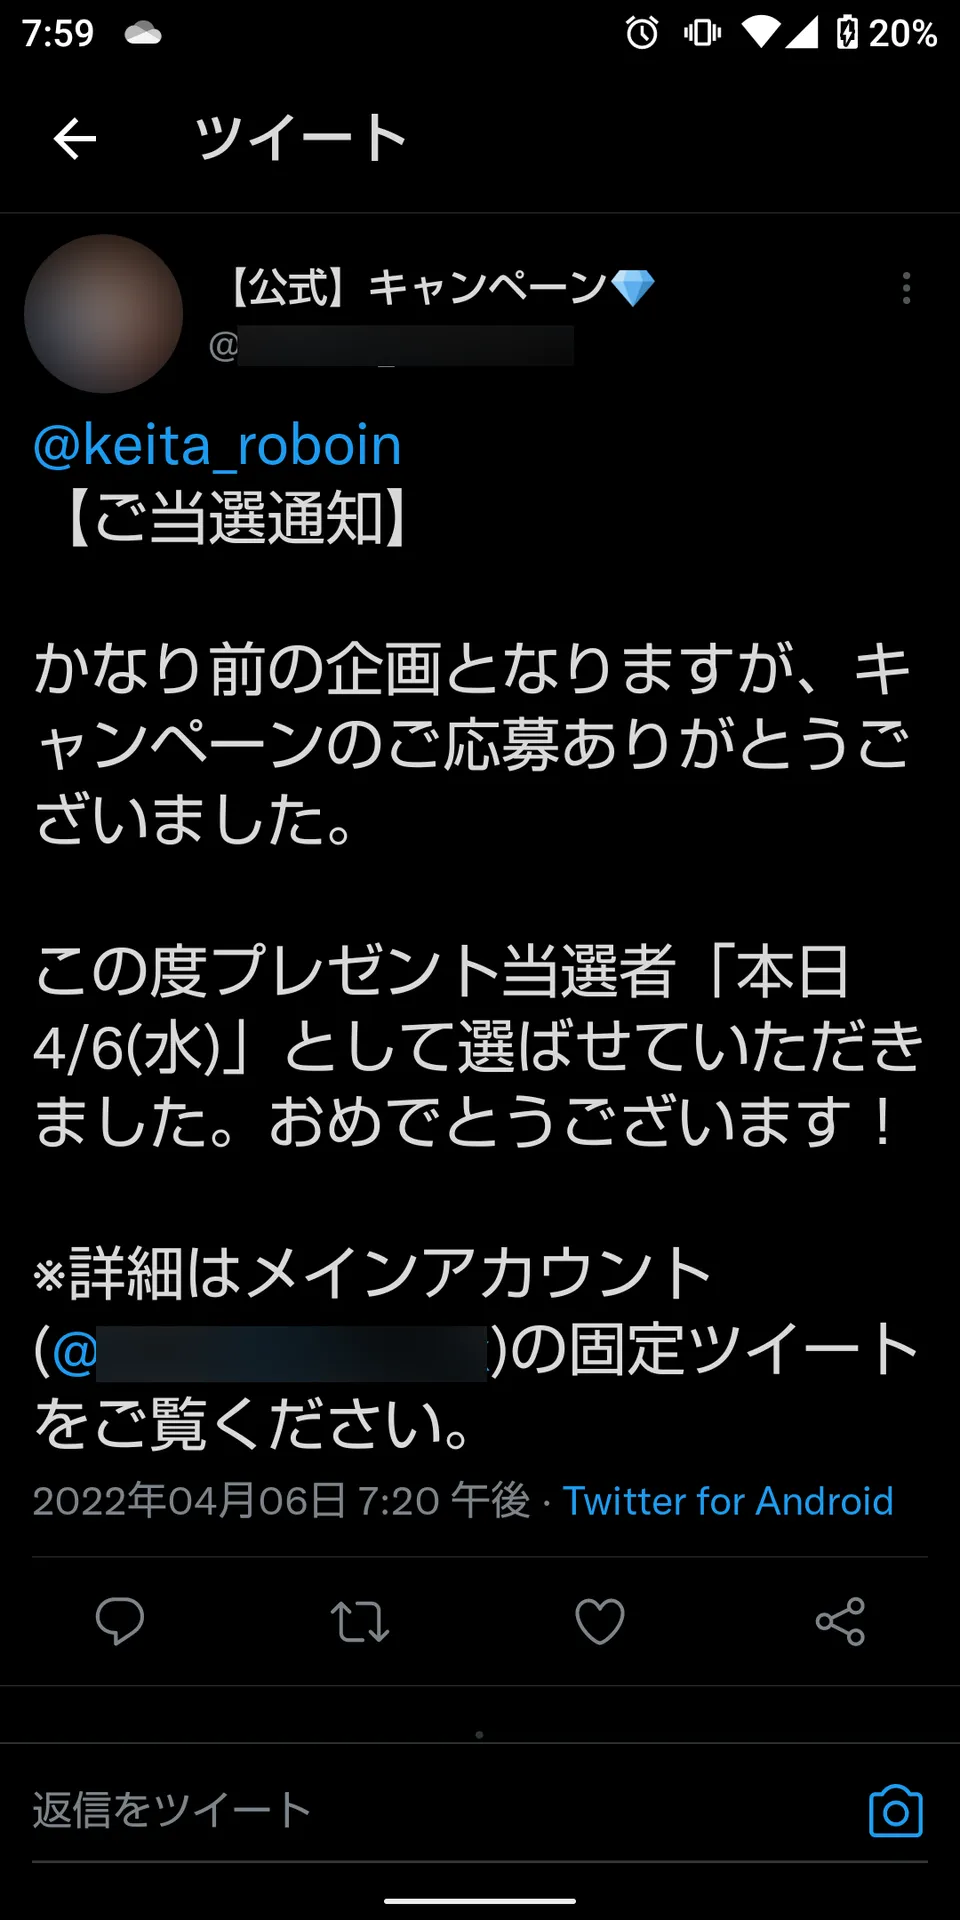 7:59
20%
ツイート
【公式】キャンペーン💎
@
@keita_roboin
【ご当選通知】
かなり前の企画となりますが、キ
ャンペーンのご応募ありがとうご
ざいました。
この度プレゼント当選者「本日
4/6(水)」として選ばせていただき
ました。おめでとうございます！
※詳細はメインアカウント
(@ )の固定ツイート
をご覧ください。
2022年04月06日 7:20 午後 · Twitter for Android
返信をツイート